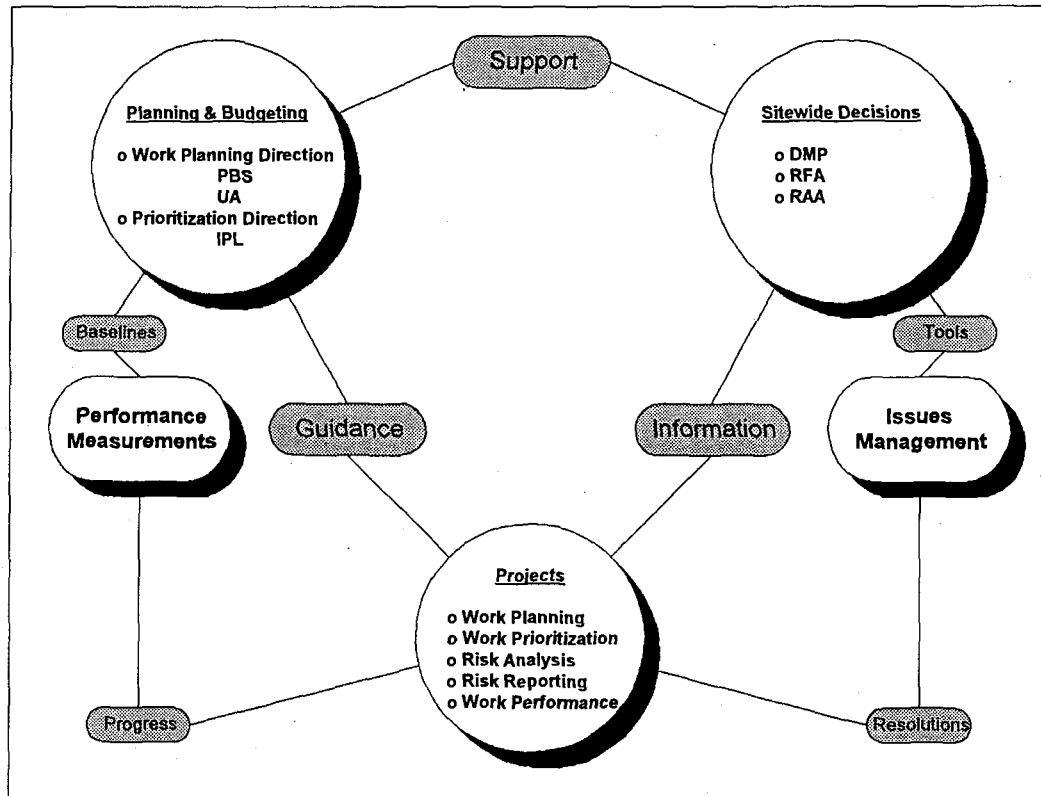 Support
Planning & Budgeting
o Work Planning Direction
PBS
UA
o Prioritization Direction
IPL
Sitewide Decisions
o DMP
o RFA
o RAA
Baselines
Tools
Performance
Measurements
Guidance
Information
Issues
Management
Projects
o Work Planning
o Work Prioritization
o Risk Analysis
o Risk Reporting
o Work Performance
Progress
Resolutions